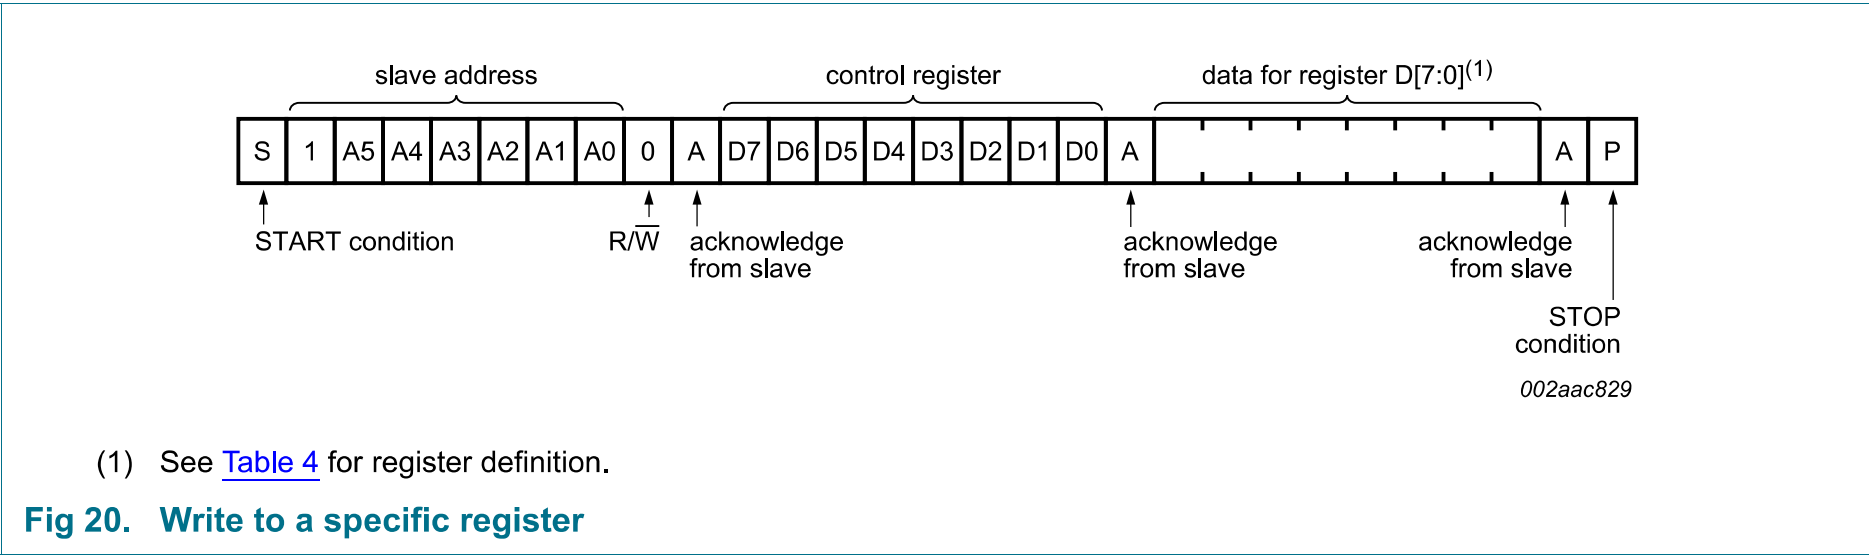 slave address control register data for register D[7:0](1)
S 1 A5 A4 A3 A2 A1 A0 0 A D7 D6 D5 D4 D3 D2 D1 D0 A A P
START condition R/W acknowledge acknowledge acknowledge
from slave from slave from slave
STOP
condition
002aac829
(1) See Table 4 for register definition.
Fig 20. Write to a specific register